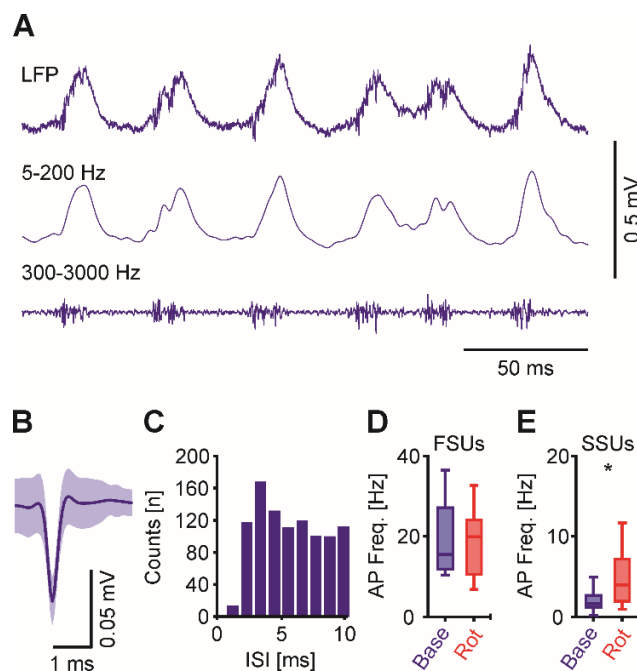 A
LFP
5-200 Hz
0.5 mV
300-3000 Hz
50 ms
B
0.05 mV
1 ms
C
200
160
120
80
40
0
Counts [n]
0
5
10
ISI [ms]
D
FSUs
40
20
0
AP Freq. [Hz]
Base
Rot
E
SSUs
*
20
10
0
AP Freq. [Hz]
Base
Rot